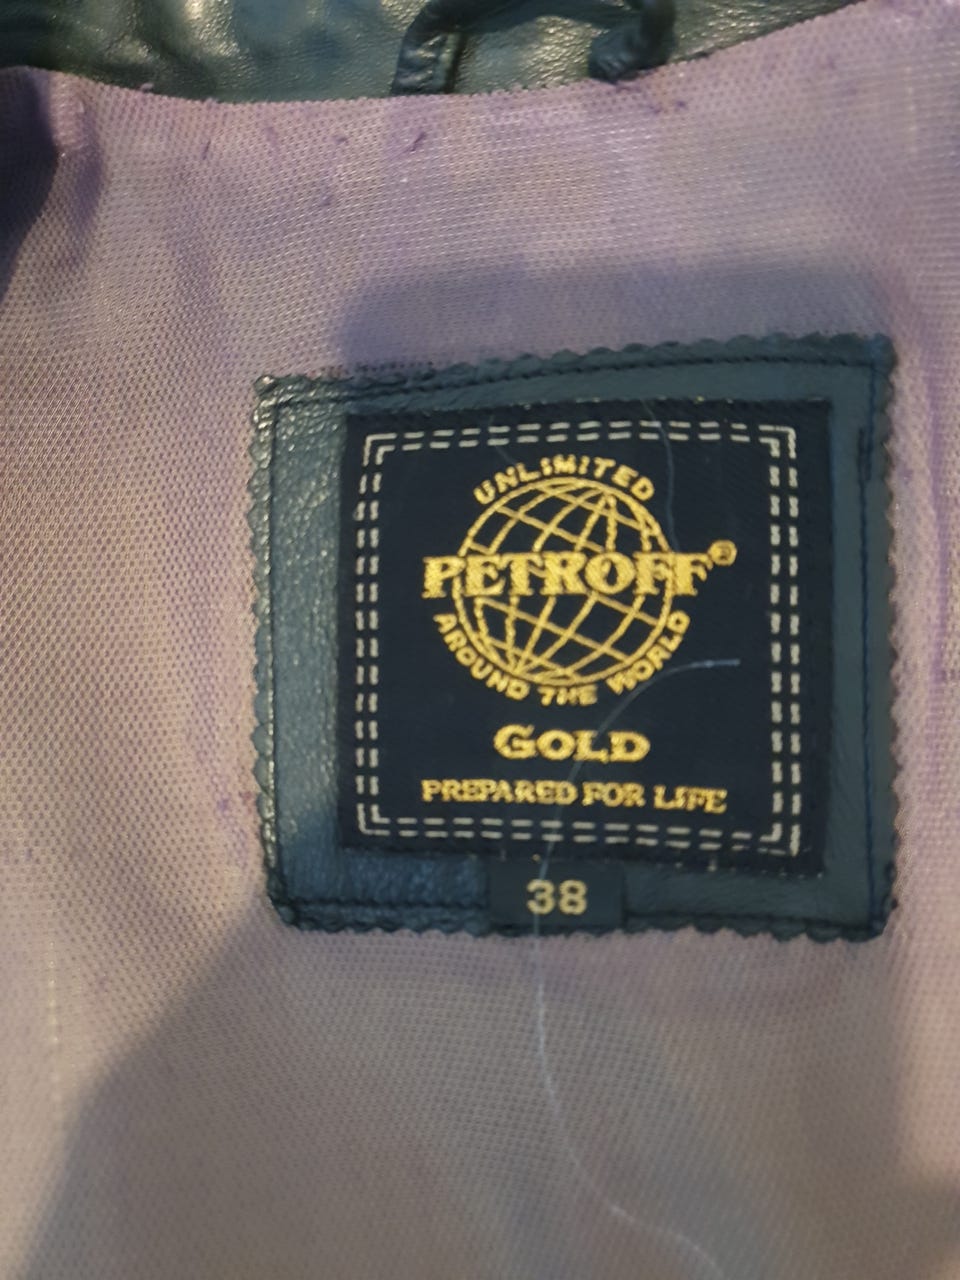 UNLIMITED
PETROFF®
AROUND THE WORLD
GOLD
PREPARED FOR LIFE
38